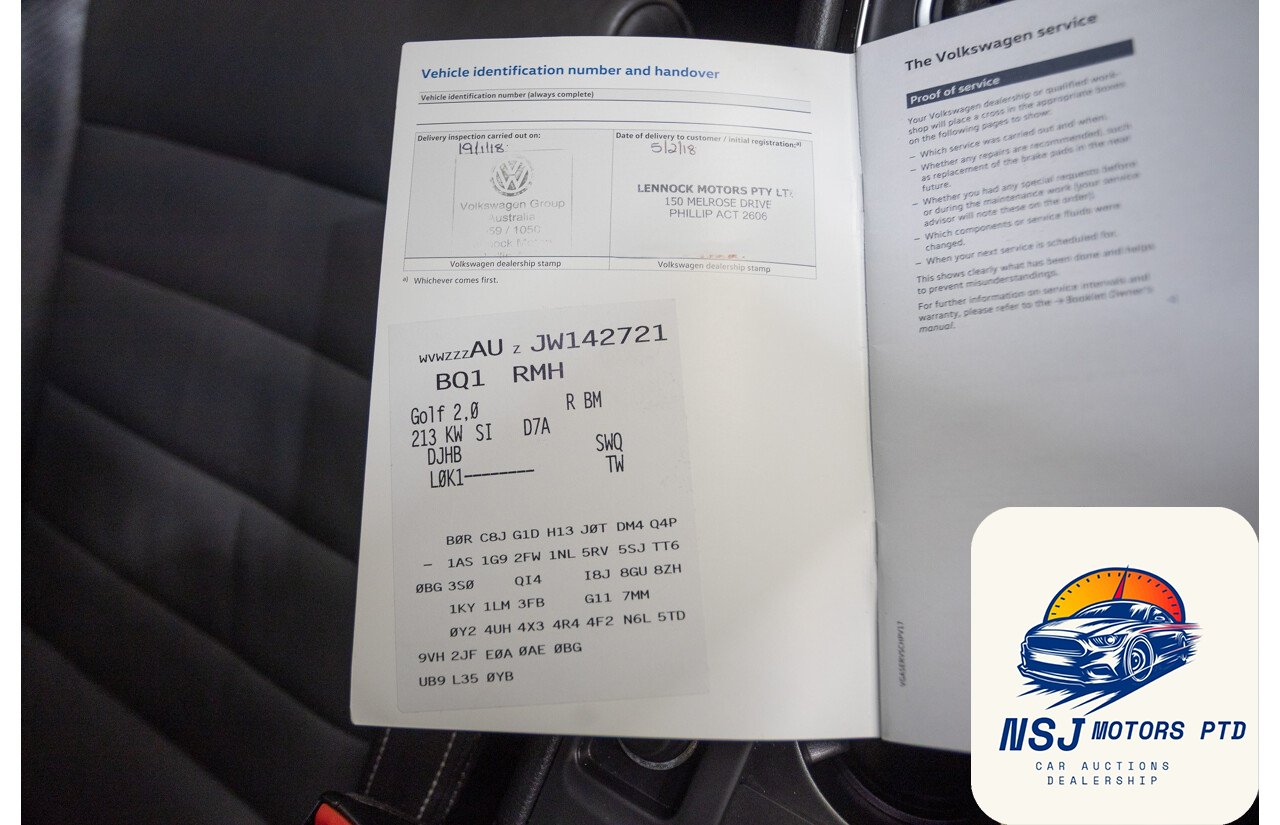 Vehicle identification number and handover
Vehicle identification number (always complete)
Delivery inspection carried out on:
19/1/18
Volkswagen Group
Australia
Volkswagen dealership stamp
Date of delivery to customer / initial registration:a)
5/2/18
LENNOCK MOTORS PTY LT
150 MELROSE DRIVE
PHILLIP ACT 2606
Volkswagen dealership stamp
a) Whichever comes first.
WVWZZZAU Z JW142721
BQ1 RMH
Golf 2,0 R BM
213 KW SI D7A
DJHB SWQ
L0K1-------- TW
B0R C8J G1D H13 J0T DM4 Q4P
– 1AS 1G9 2FW 1NL 5RV 5SJ TT6
0BG 3S0 QI4 I8J 8GU 8ZH
1KY 1LM 3FB G11 7MM
0Y2 4UH 4X3 4R4 4F2 N6L 5TD
9VH 2JF E0A 0AE 0BG
UB9 L35 0YB
The Volkswagen service
Proof of service
Your Volkswagen dealership or qualified work-
shop will place a cross in the appropriate boxes
on the following pages to show:
– Which service was carried out and when.
– Whether any repairs are recommended, such
as replacement of the brake pads in the near
future.
– Whether you had any special requests before
or during the maintenance work (your service
advisor will note these on the order).
– Which components or service fluids were
changed.
– When your next service is scheduled for.
This shows clearly what has been done and helps
to prevent misunderstandings.
For further information on service intervals and
warranty, please refer to the → Booklet Owner's
manual.
NSJ MOTORS PTD
CAR AUCTIONS
DEALERSHIP